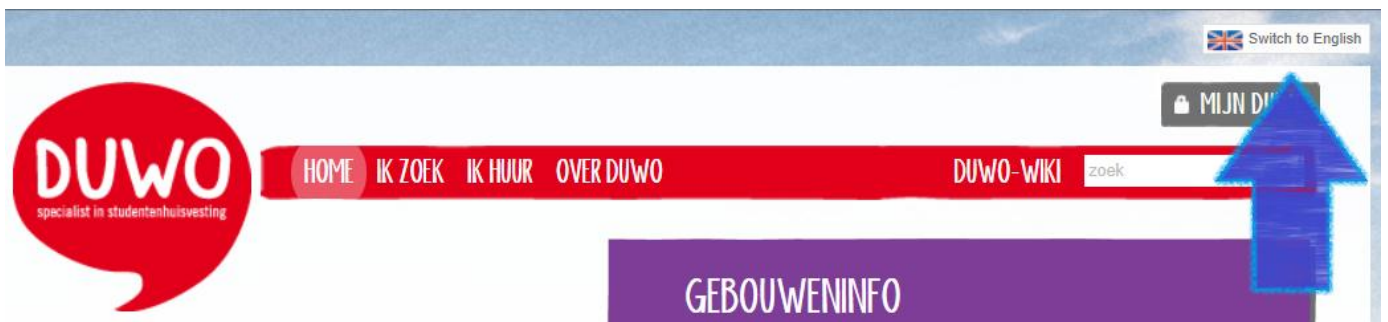 Switch to English
MIJN
DUWO
specialist in studentenhuisvesting
HOME IK ZOEK IK HUUR OVER DUWO DUWO-WIKI zoek
GEBOUWENINFO